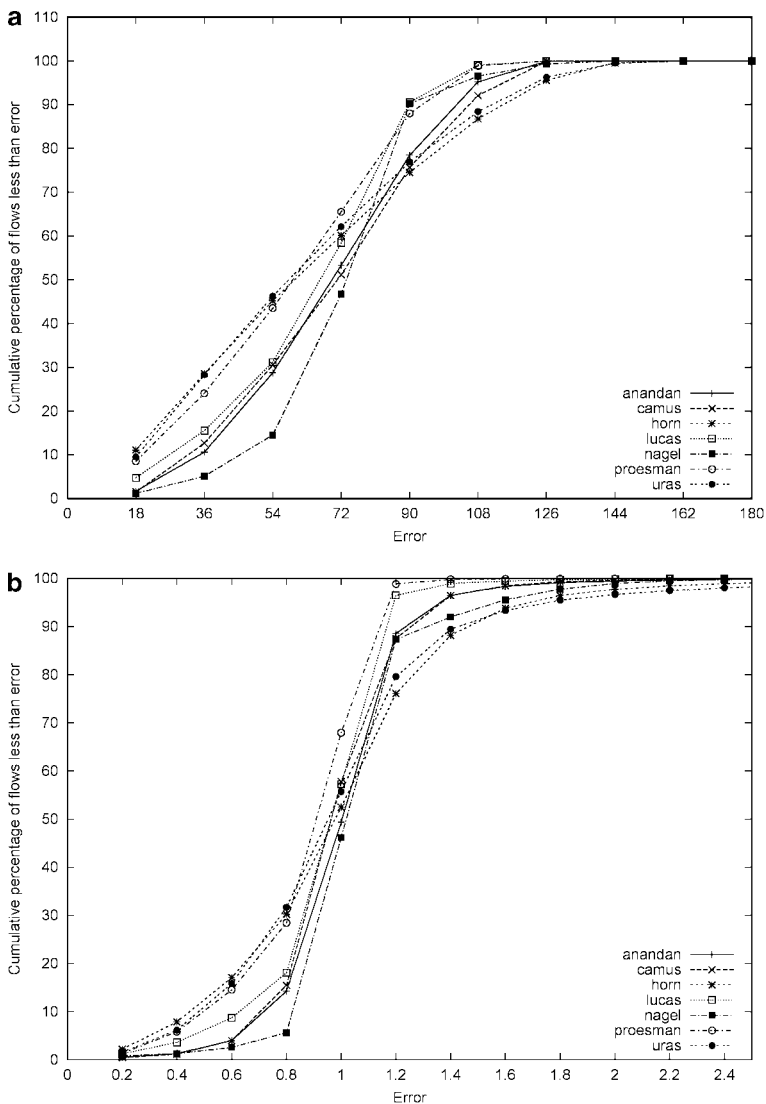 a
110
100
90
80
70
60
50
40
30
20
10
0
Cumulative percentage of flows less than error
anandan
camus
horn
lucas
nagel
proesman
uras
0 18 36 54 72 90 108 126 144 162 180
Error
b
100
90
80
70
60
50
40
30
20
10
0
Cumulative percentage of flows less than error
anandan
camus
horn
lucas
nagel
proesman
uras
0 0.2 0.4 0.6 0.8 1 1.2 1.4 1.6 1.8 2 2.2 2.4
Error